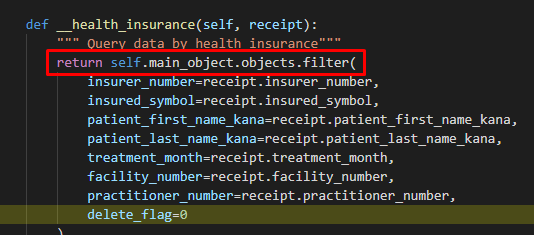 def __health_insurance(self, receipt):
""" Query data by health insurance"""
return self.main_object.objects.filter(
insurer_number=receipt.insurer_number,
insured_symbol=receipt.insured_symbol,
patient_first_name_kana=receipt.patient_first_name_kana,
patient_last_name_kana=receipt.patient_last_name_kana,
treatment_month=receipt.treatment_month,
facility_number=receipt.facility_number,
practitioner_number=receipt.practitioner_number,
delete_flag=0
)